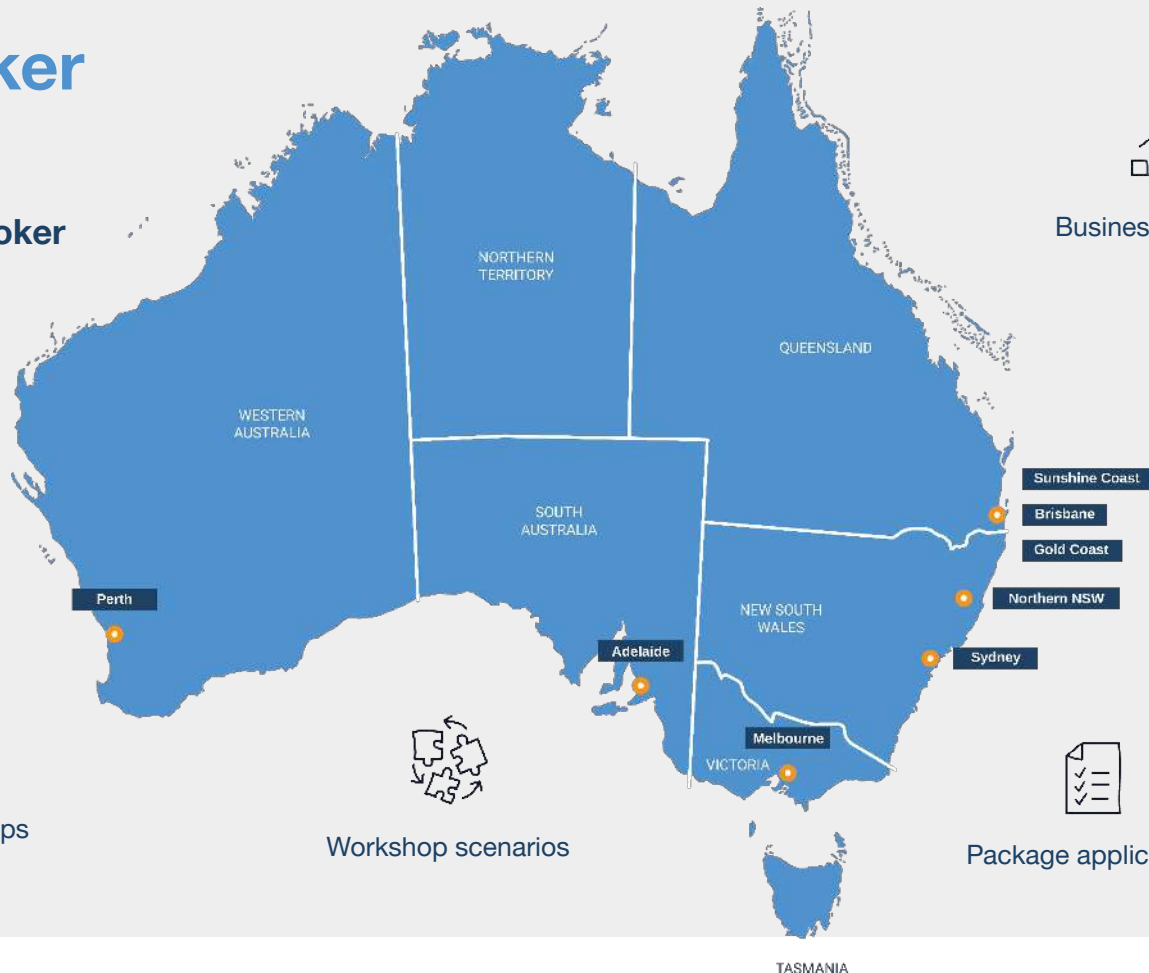 ker
oker
Busines
NORTHERN
TERRITORY
QUEENSLAND
WESTERN
AUSTRALIA
Sunshine Coast
SOUTH
AUSTRALIA
Brisbane
Gold Coast
Perth
Northern NSW
NEW SOUTH
WALES
Adelaide
Sydney
Melbourne
VICTORIA
ps
Workshop scenarios
Package applic
TASMANIA